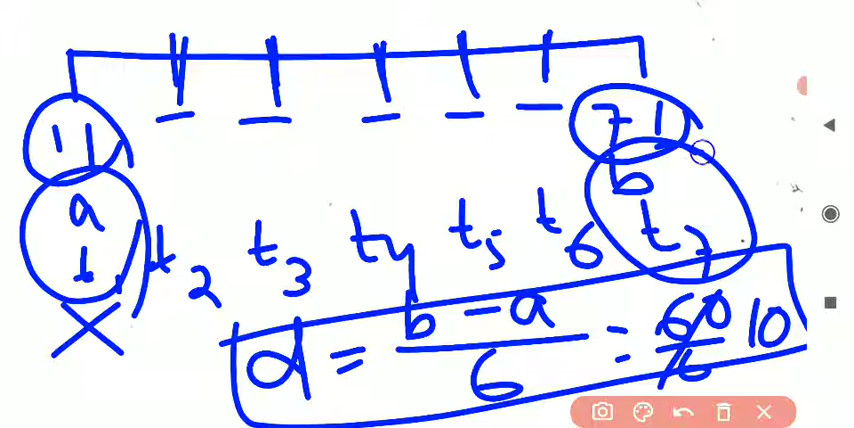 11 — — — — — 71
a b
t₁ t₂ t₃ t₄ t₅ t₆ t₇
d = b - a / 6 = 60 / 6 10